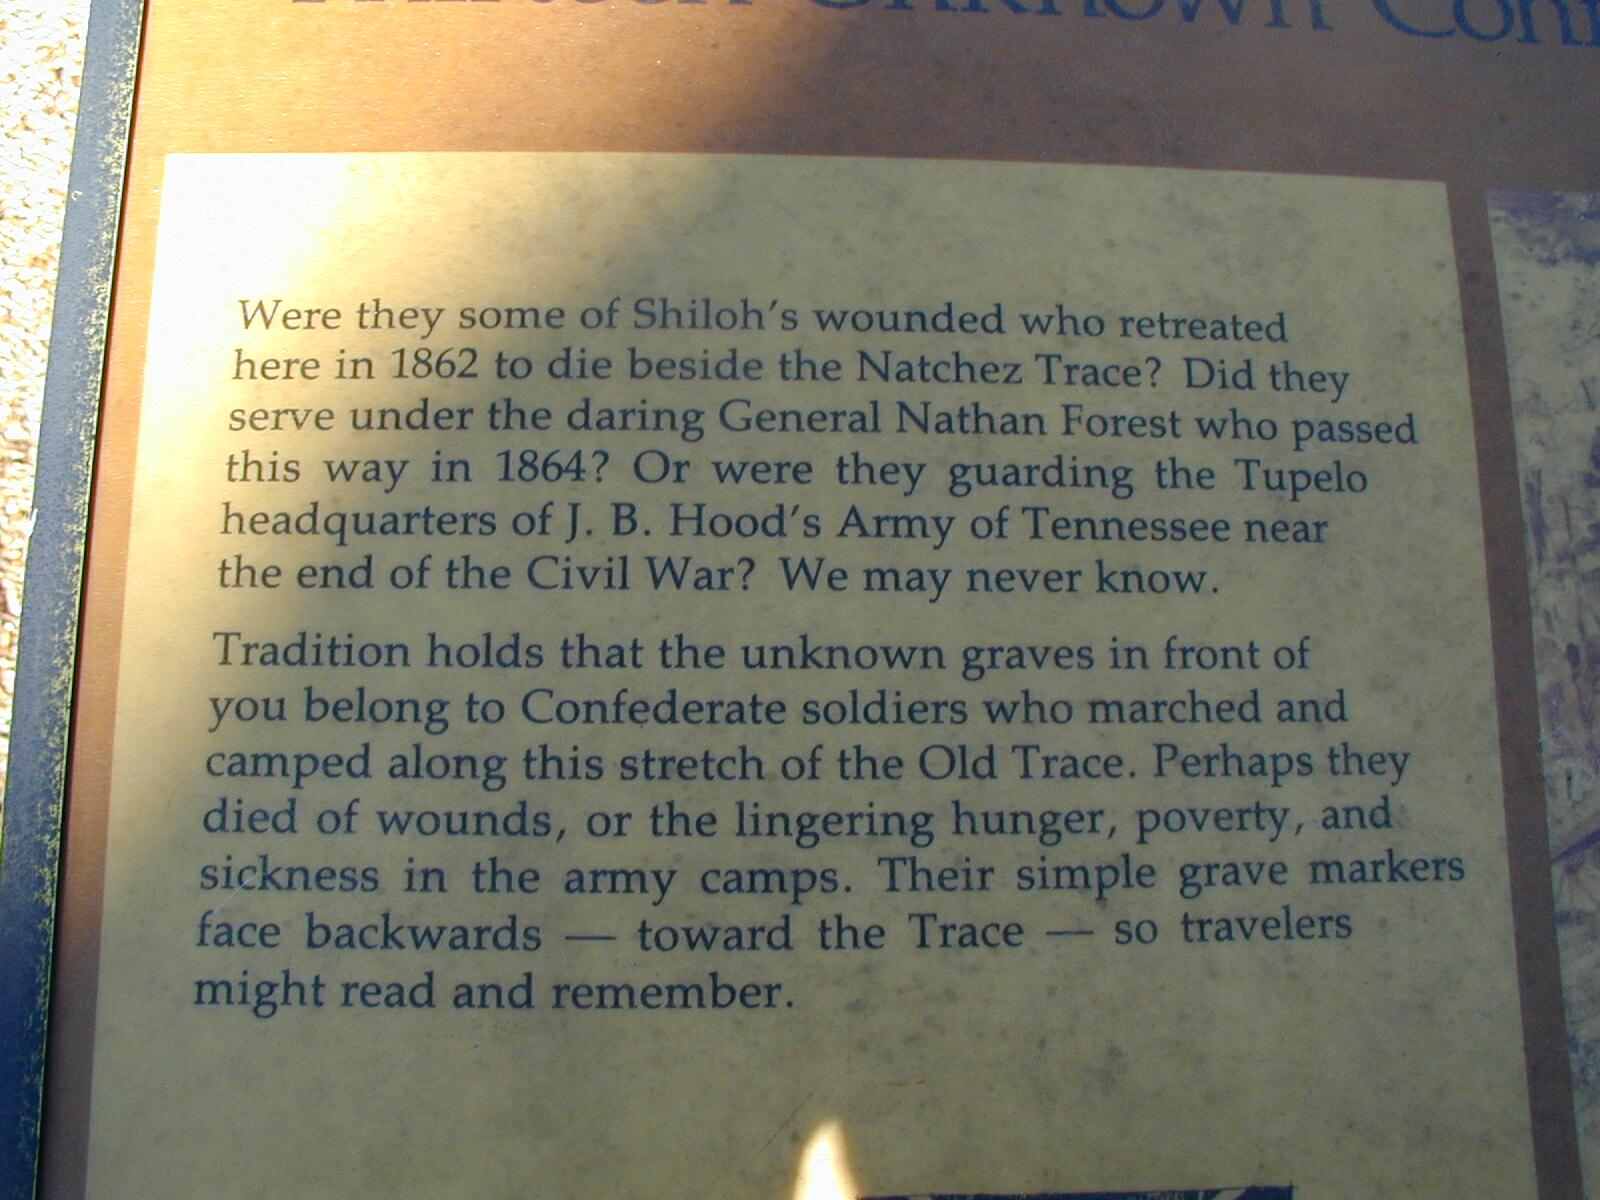 Unknown
Were they some of Shiloh's wounded who retreated
here in 1862 to die beside the Natchez Trace? Did they
serve under the daring General Nathan Forest who passed
this way in 1864? Or were they guarding the Tupelo
headquarters of J. B. Hood's Army of Tennessee near
the end of the Civil War? We may never know.
Tradition holds that the unknown graves in front of
you belong to Confederate soldiers who marched and
camped along this stretch of the Old Trace. Perhaps they
died of wounds, or the lingering hunger, poverty, and
sickness in the army camps. Their simple grave markers
face backwards — toward the Trace — so travelers
might read and remember.